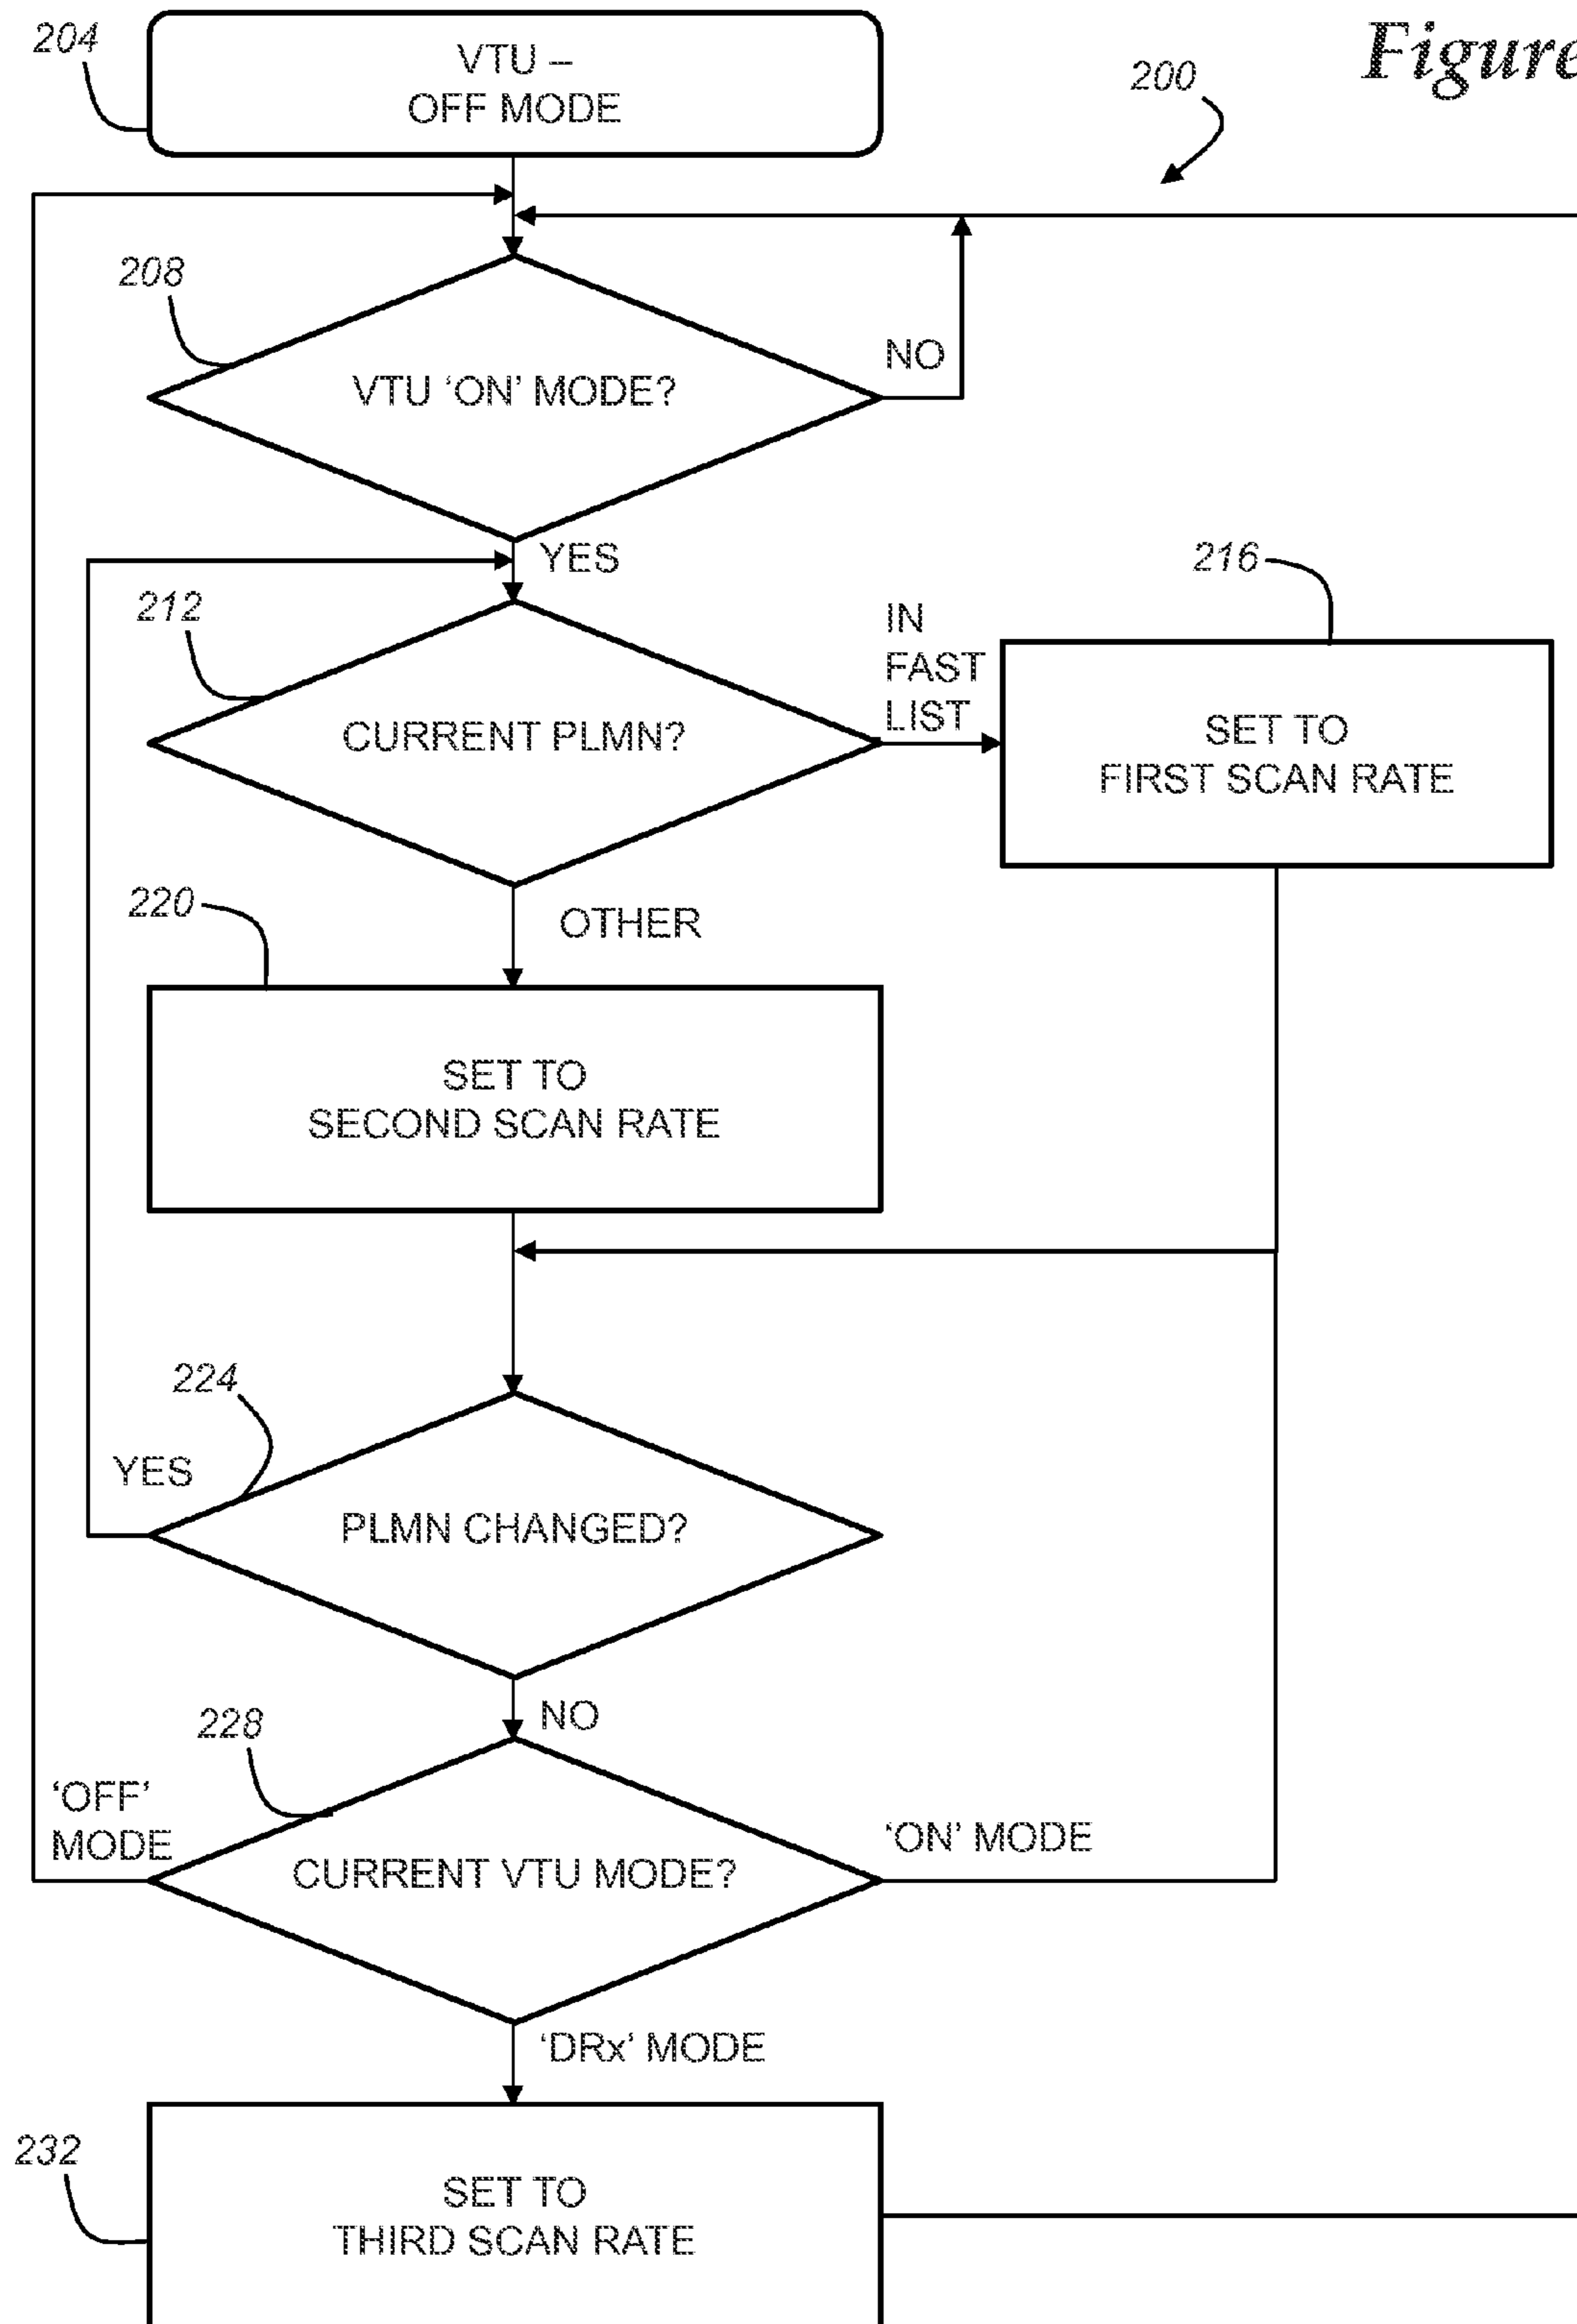 204
VTU –
OFF MODE
200
Figure
208
VTU ‘ON’ MODE?
NO
YES
212
CURRENT PLMN?
IN
FAST
LIST
216
SET TO
FIRST SCAN RATE
220
OTHER
SET TO
SECOND SCAN RATE
224
YES
PLMN CHANGED?
NO
228
‘OFF’
MODE
CURRENT VTU MODE?
‘ON’ MODE
‘DRx’ MODE
232
SET TO
THIRD SCAN RATE